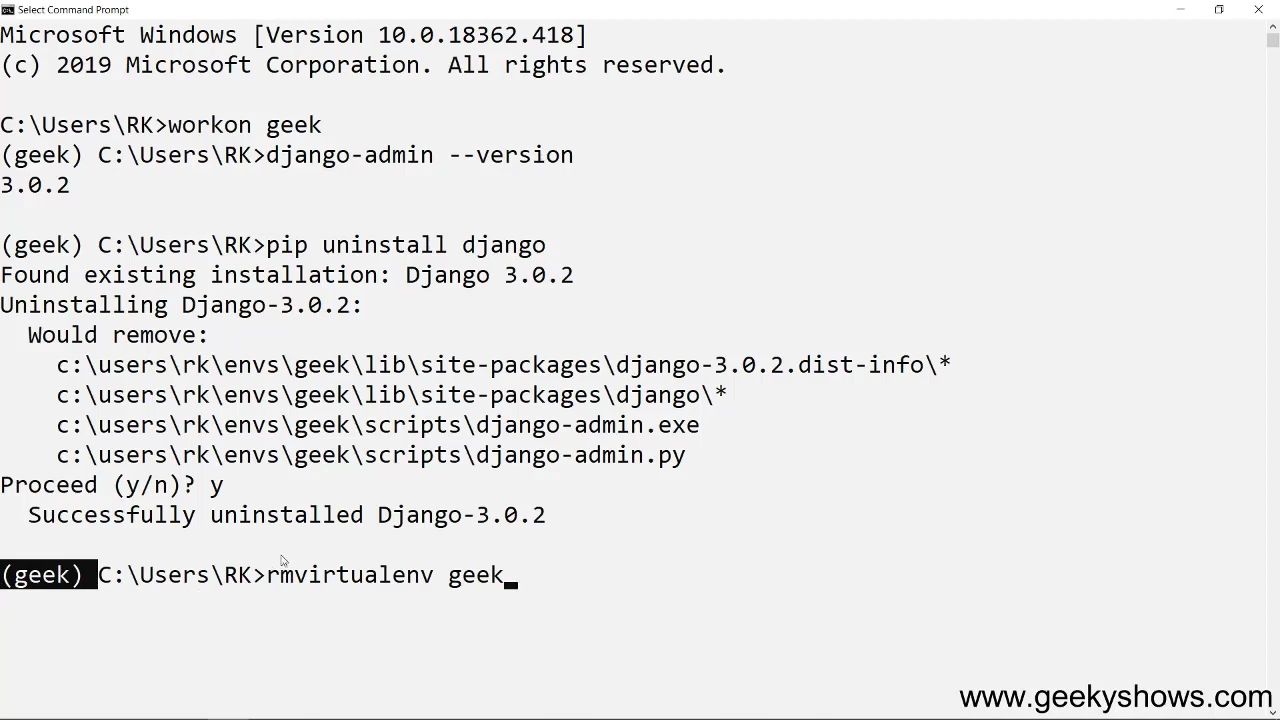 Select Command Prompt
Microsoft Windows [Version 10.0.18362.418]
(c) 2019 Microsoft Corporation. All rights reserved.
C:\Users\RK>workon geek
(geek) C:\Users\RK>django-admin --version
3.0.2
(geek) C:\Users\RK>pip uninstall django
Found existing installation: Django 3.0.2
Uninstalling Django-3.0.2:
  Would remove:
    c:\users\rk\envs\geek\lib\site-packages\django-3.0.2.dist-info\*
    c:\users\rk\envs\geek\lib\site-packages\django\*
    c:\users\rk\envs\geek\scripts\django-admin.exe
    c:\users\rk\envs\geek\scripts\django-admin.py
Proceed (y/n)? y
  Successfully uninstalled Django-3.0.2
(geek) C:\Users\RK>rmvirtualenv geek
www.geekyshows.com